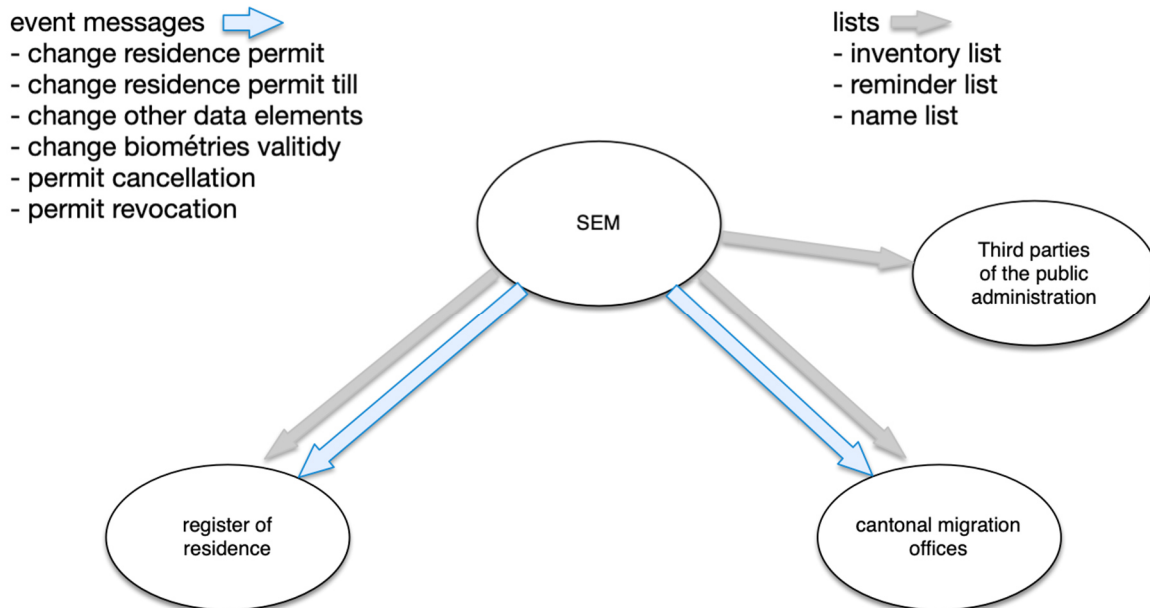 event messages
- change residence permit
- change residence permit till
- change other data elements
- change biométries valitidy
- permit cancellation
- permit revocation
lists
- inventory list
- reminder list
- name list
SEM
Third parties
of the public
administration
register of
residence
cantonal migration
offices